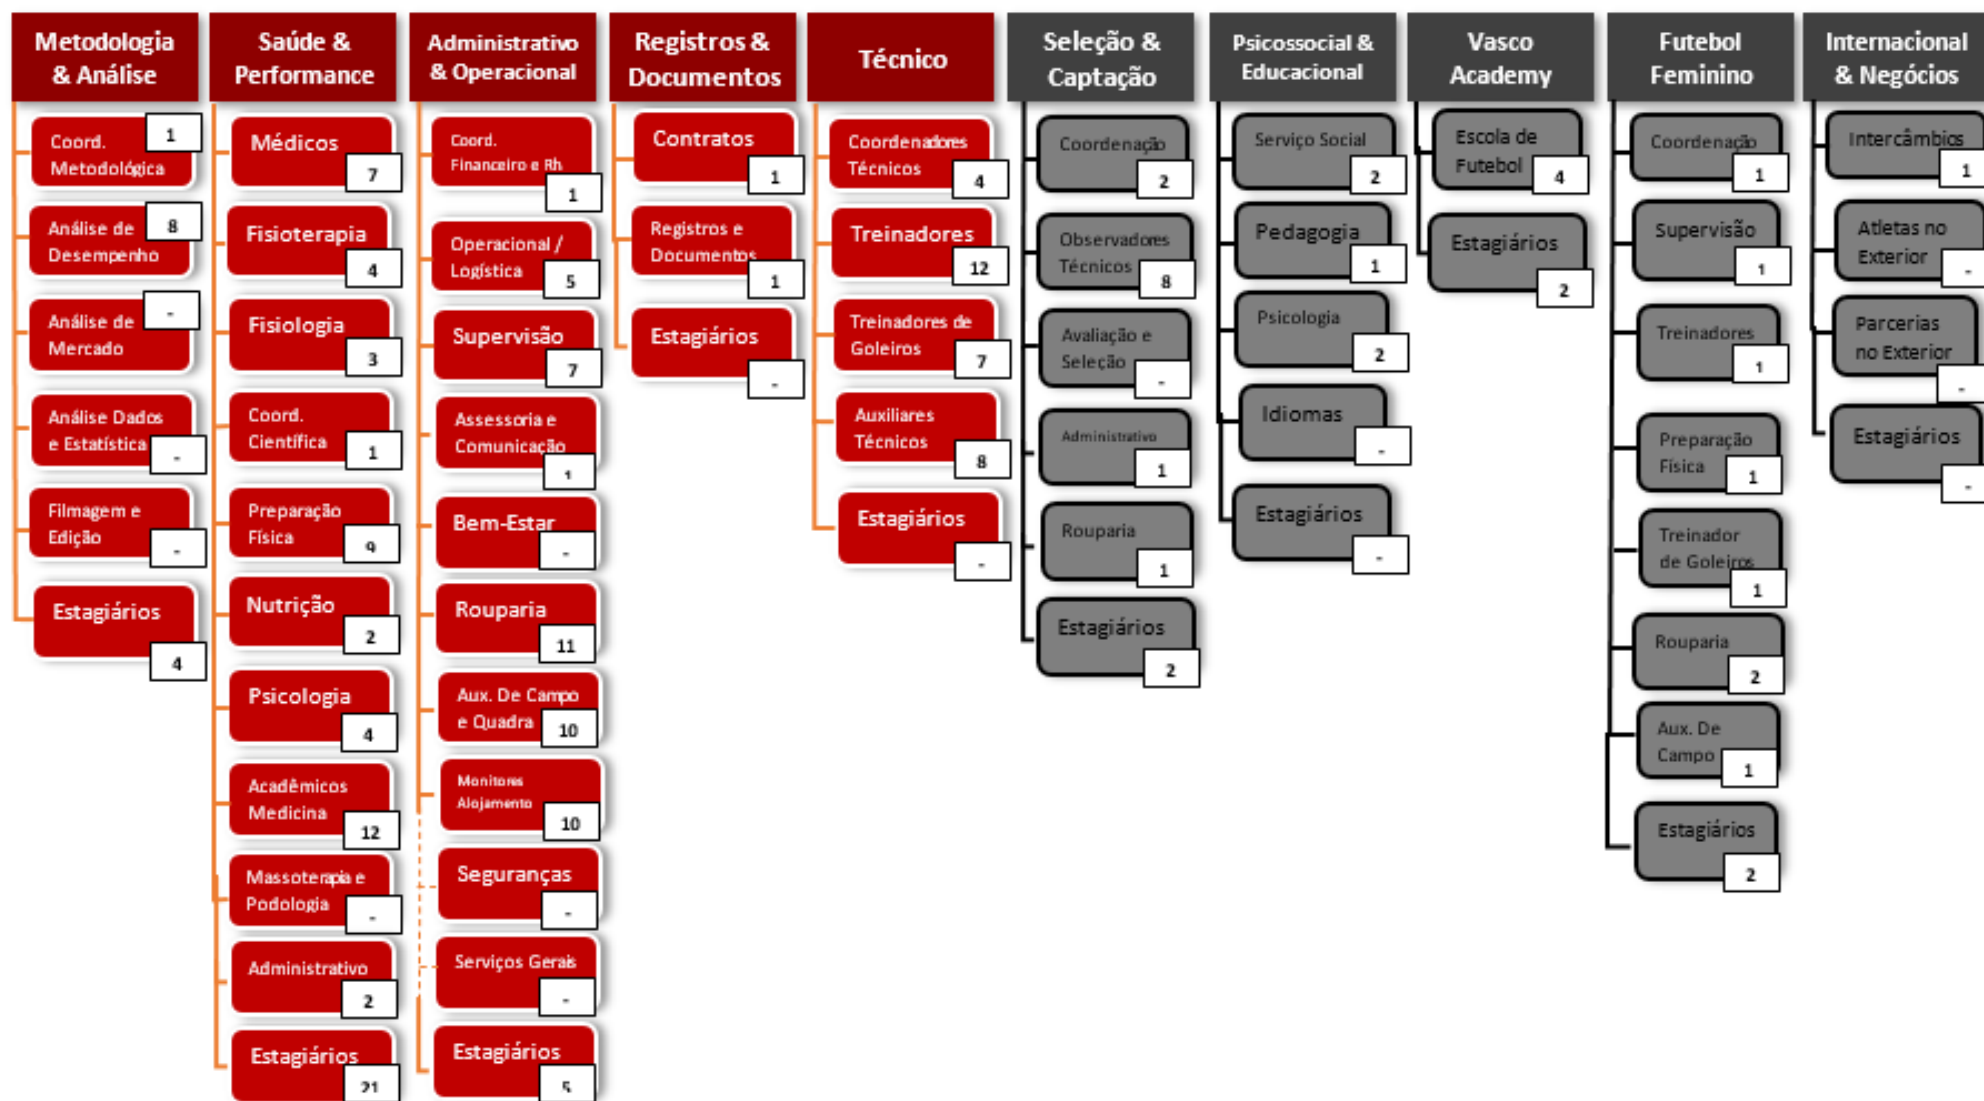 Metodologia
& Análise
Coord.
Metodológica
1
Análise de
Desempenho
8
Análise de
Mercado
-
Análise Dados
e Estatística
-
Filmagem e
Edição
-
Estagiários
4
Saúde &
Performance
Médicos
7
Fisioterapia
4
Fisiologia
3
Coord.
Científica
1
Preparação
Física
9
Nutrição
2
Psicologia
4
Acadêmicos
Medicina
12
Massoterapia e
Podologia
-
Administrativo
2
Estagiários
21
Administrativo
& Operacional
Coord.
Financeiro e Rh
1
Operacional /
Logística
5
Supervisão
7
Assessoria e
Comunicação
1
Bem-Estar
-
Rouparia
11
Aux. De Campo
e Quadra
10
Monitores
Alojamento
10
Seguranças
-
Serviços Gerais
-
Estagiários
5
Registros &
Documentos
Contratos
1
Registros e
Documentos
1
Estagiários
-
Técnico
Coordenadores
Técnicos
4
Treinadores
12
Treinadores de
Goleiros
7
Auxiliares
Técnicos
8
Estagiários
-
Seleção &
Captação
Coordenação
2
Observadores
Técnicos
8
Avaliação e
Seleção
-
Administrativo
1
Rouparia
1
Estagiários
2
Psicossocial &
Educacional
Serviço Social
2
Pedagogia
1
Psicologia
2
Idiomas
-
Estagiários
-
Vasco
Academy
Escola de
Futebol
4
Estagiários
2
Futebol
Feminino
Coordenação
1
Supervisão
1
Treinadores
1
Preparação
Física
1
Treinador
de Goleiros
1
Rouparia
2
Aux. De
Campo
1
Estagiários
2
Internacional
& Negócios
Intercâmbios
1
Atletas no
Exterior
-
Parcerias
no Exterior
-
Estagiários
-